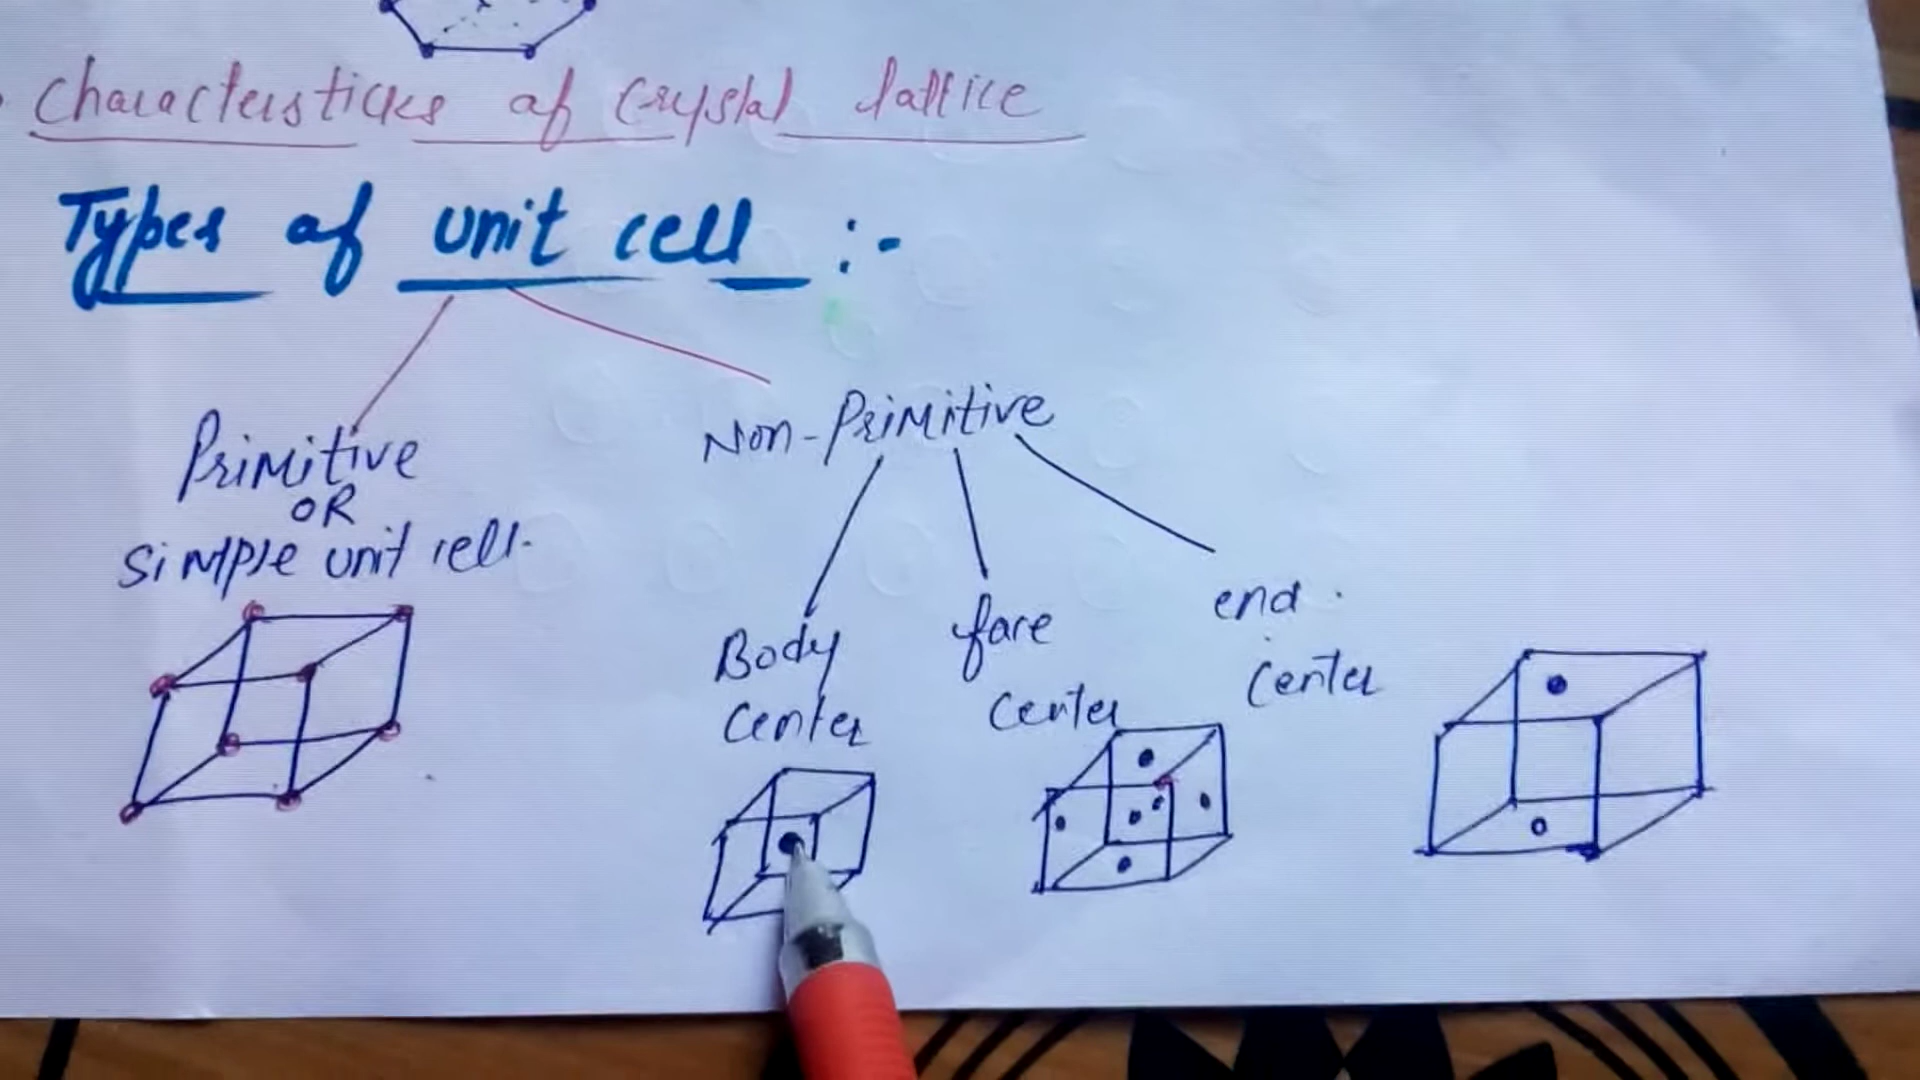 Characteristicks of Crystal lattice
Types of unit cell :-
Primitive
OR
Simple unit cell.
Non-Primitive
Body
Center
face
Center
end
Center